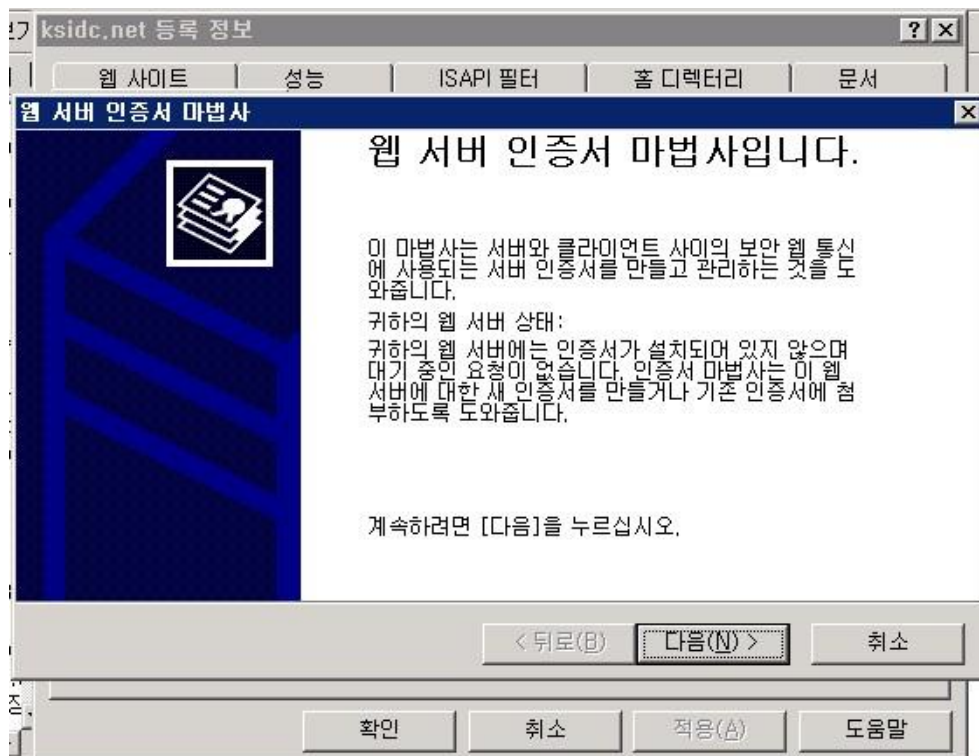 ksidc.net 등록 정보
웹 사이트 성능 ISAPI 필터 홈 디렉터리 문서
웹 서버 인증서 마법사
웹 서버 인증서 마법사입니다.
이 마법사는 서버와 클라이언트 사이의 보안 웹 통신
에 사용되는 서버 인증서를 만들고 관리하는 것을 도
와줍니다.
귀하의 웹 서버 상태:
귀하의 웹 서버에는 인증서가 설치되어 있지 않으며
대기 중인 요청이 없습니다. 인증서 마법사는 이 웹
서버에 대한 새 인증서를 만들거나 기존 인증서에 첨
부하도록 도와줍니다.
계속하려면 [다음]을 누르십시오.
< 뒤로(B) 다음(N) > 취소
확인 취소 적용(A) 도움말